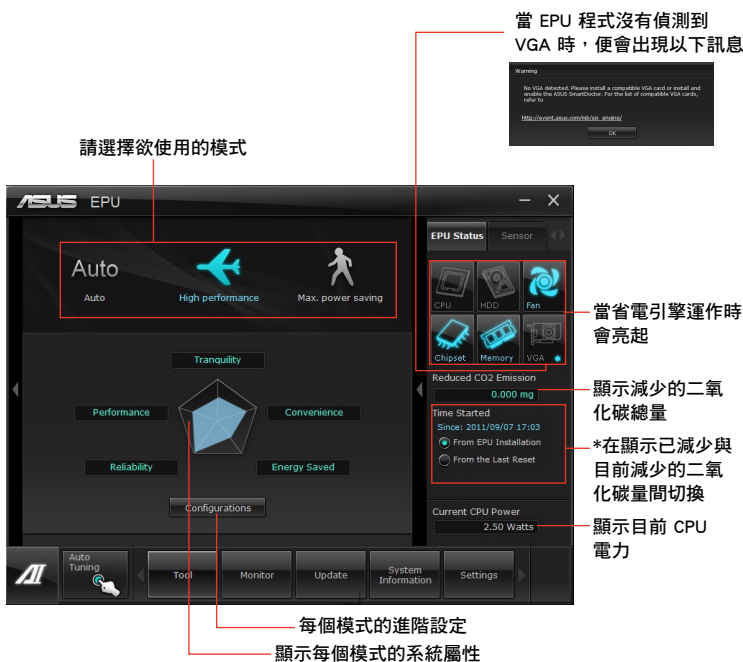 當 EPU 程式沒有偵測到
VGA 時，便會出現以下訊息
Warning
No VGA detected. Please install a compatible VGA card or install and
enable the ASUS SmartDoctor. For the list of compatible VGA cards,
refer to
http://event.asus.com/mb/six_engine/
OK
請選擇欲使用的模式
ASUS EPU
EPU Status
Sensor
Auto
Auto
High performance
Max. power saving
CPU
HDD
Fan
Chipset
Memory
VGA
當省電引擎運作時
會亮起
Tranquility
Performance
Convenience
Reliability
Energy Saved
Configurations
Reduced CO2 Emission
0.000 mg
顯示減少的二氧
化碳總量
Time Started
Since: 2011/09/07 17:03
From EPU Installation
From the Last Reset
*在顯示已減少與
目前減少的二氧
化碳量間切換
Current CPU Power
2.50 Watts
顯示目前 CPU
電力
AI
Auto
Tuning
Tool
Monitor
Update
System
Information
Settings
每個模式的進階設定
顯示每個模式的系統屬性